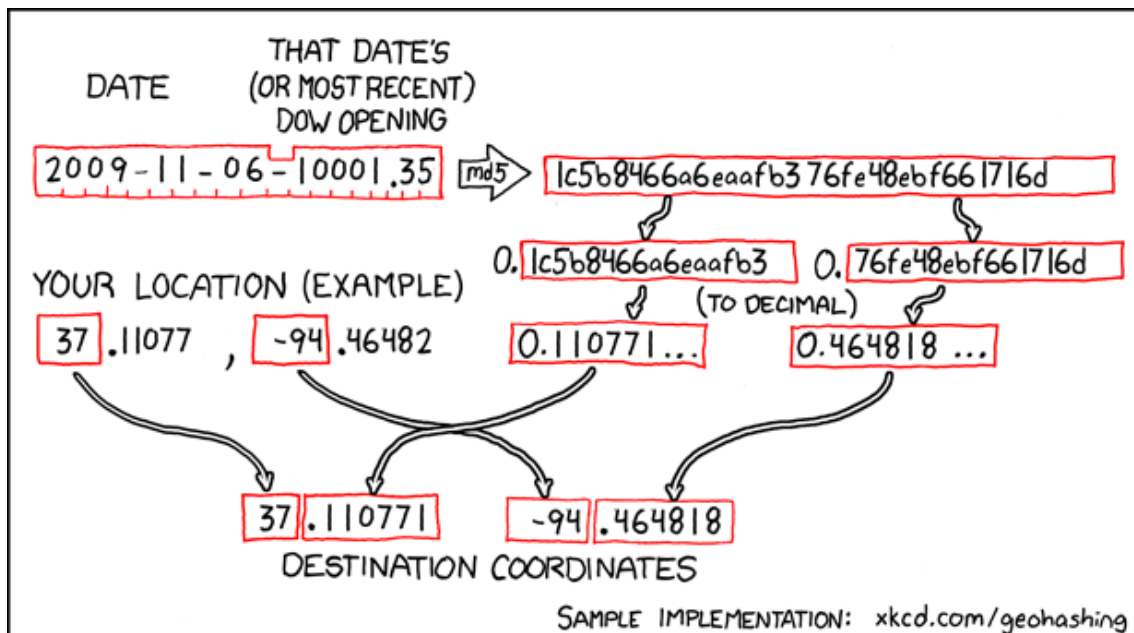 DATE
THAT DATE'S
(OR MOST RECENT)
DOW OPENING
2009-11-06-10001.35
md5
1c5b8466a6eaafb376fe48ebf661716d
0.1c5b8466a6eaafb3
0.76fe48ebf661716d
(TO DECIMAL)
YOUR LOCATION (EXAMPLE)
37.11077, -94.46482
0.110771...
0.464818...
37.110771
-94.464818
DESTINATION COORDINATES
SAMPLE IMPLEMENTATION: xkcd.com/geohashing